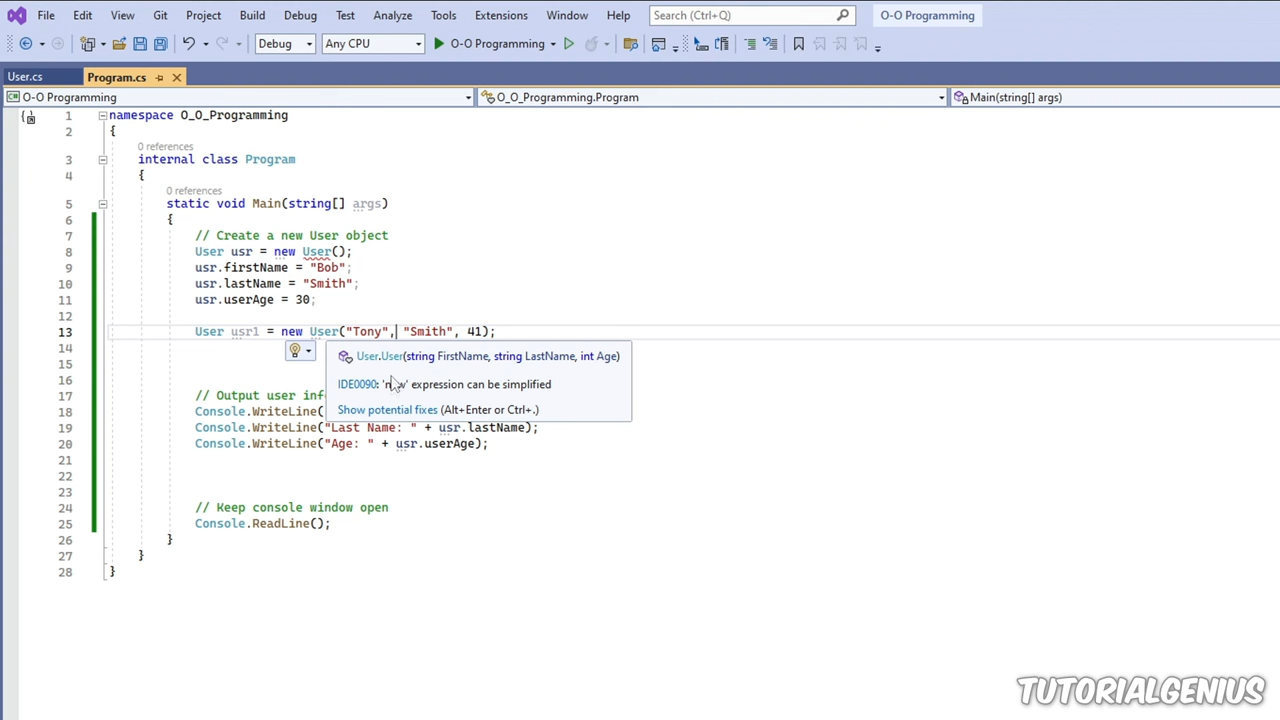 File Edit View Git Project Build Debug Test Analyze Tools Extensions Window Help Search (Ctrl+Q) O-O Programming
Debug Any CPU O-O Programming
User.cs Program.cs
O-O Programming O_O_Programming.Program Main(string[] args)
1 namespace O_O_Programming
2 {
0 references
3 internal class Program
4 {
0 references
5 static void Main(string[] args)
6 {
7 // Create a new User object
8 User usr = new User();
9 usr.firstName = "Bob";
10 usr.lastName = "Smith";
11 usr.userAge = 30;
12
13 User usr1 = new User("Tony", "Smith", 41);
14
User.User(string FirstName, string LastName, int Age)
15
16
IDE0090: 'new' expression can be simplified
17 // Output user inf
Show potential fixes (Alt+Enter or Ctrl+.)
18 Console.WriteLine(
19 Console.WriteLine("Last Name: " + usr.lastName);
20 Console.WriteLine("Age: " + usr.userAge);
21
22
23
24 // Keep console window open
25 Console.ReadLine();
26 }
27 }
28 }
TUTORIALGENIUS